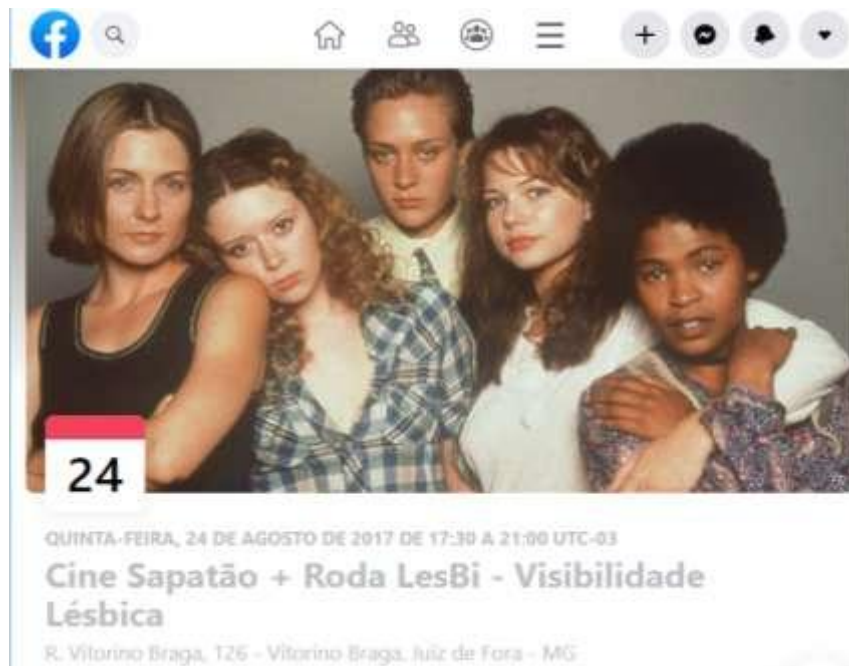 24
QUINTA-FEIRA, 24 DE AGOSTO DE 2017 DE 17:30 A 21:00 UTC-03
Cine Sapatão + Roda LesBi - Visibilidade
Lésbica
R. Vitorino Braga, 126 - Vitorino Braga, Juiz de Fora - MG